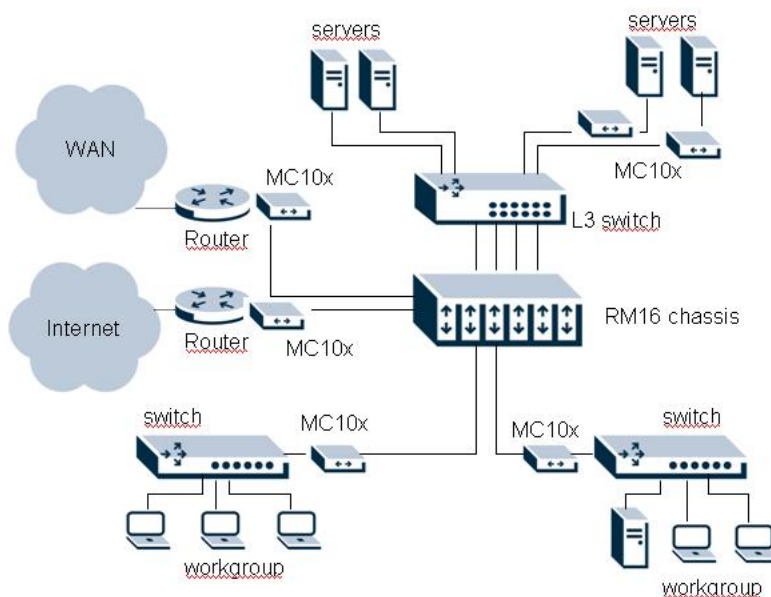 servers
servers
WAN
MC10x
MC10x
Router
L3 switch
Internet
RM16 chassis
Router
MC10x
switch
MC10x
MC10x
switch
workgroup
workgroup